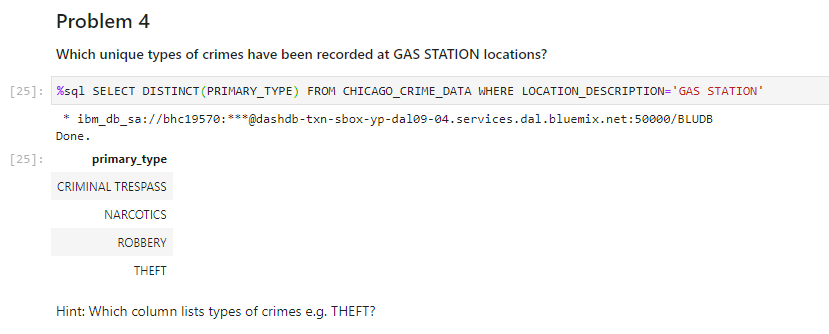 Problem 4
Which unique types of crimes have been recorded at GAS STATION locations?
[25]: %sql SELECT DISTINCT(PRIMARY_TYPE) FROM CHICAGO_CRIME_DATA WHERE LOCATION_DESCRIPTION='GAS STATION'
* ibm_db_sa://bhc19570:***@dashdb-txn-sbox-yp-dal09-04.services.dal.bluemix.net:50000/BLUDB
Done.
[25]: primary_type
CRIMINAL TRESPASS
NARCOTICS
ROBBERY
THEFT
Hint: Which column lists types of crimes e.g. THEFT?